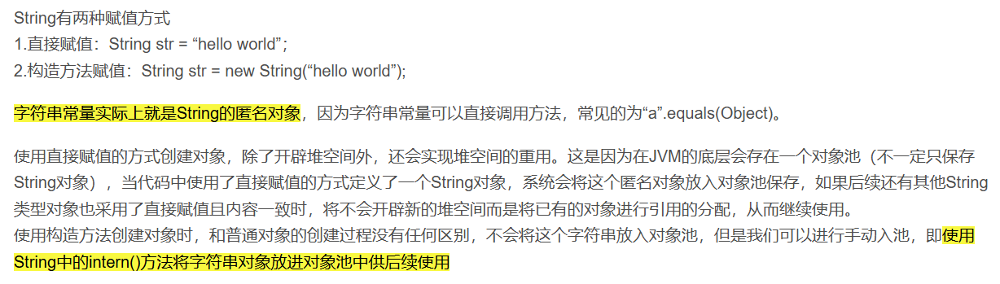 String有两种赋值方式
1.直接赋值：String str = “hello world”；
2.构造方法赋值：String str = new String(“hello world”);
字符串常量实际上就是String的匿名对象，因为字符串常量可以直接调用方法，常见的为“a”.equals(Object)。
使用直接赋值的方式创建对象，除了开辟堆空间外，还会实现堆空间的重用。这是因为在JVM的底层会存在一个对象池（不一定只保存
String对象），当代码中使用了直接赋值的方式定义了一个String对象，系统会将这个匿名对象放入对象池保存，如果后续还有其他String
类型对象也采用了直接赋值且内容一致时，将不会开辟新的堆空间而是将已有的对象进行引用的分配，从而继续使用。
使用构造方法创建对象时，和普通对象的创建过程没有任何区别，不会将这个字符串放入对象池，但是我们可以进行手动入池，即使用
String中的intern()方法将字符串对象放进对象池中供后续使用